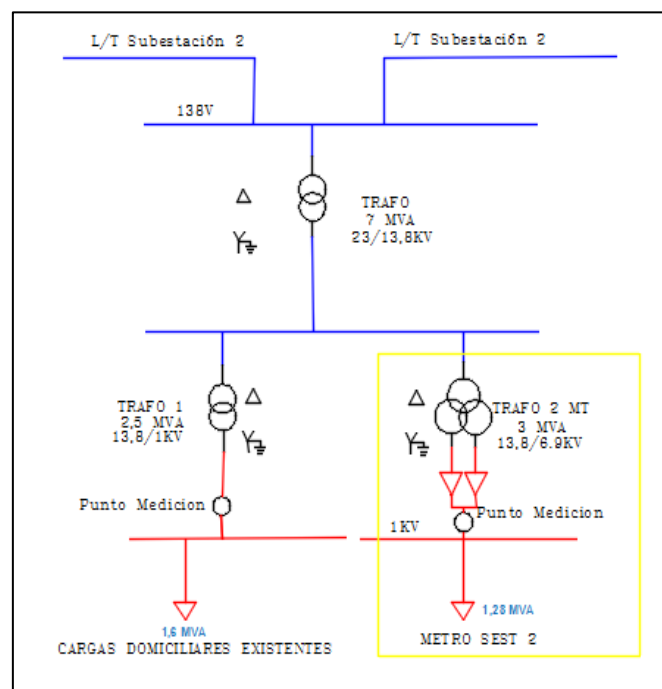 L/T Subestación 2
L/T Subestación 2
138V
TRAFO
7 MVA
23/13,8KV
TRAFO 1
2,5 MVA
13,8/1KV
TRAFO 2 MT
3 MVA
13,8/6.9KV
Punto Medicion
Punto Medicion
1KV
1,6 MVA
1,28 MVA
CARGAS DOMICILIARES EXISTENTES
METRO SEST 2